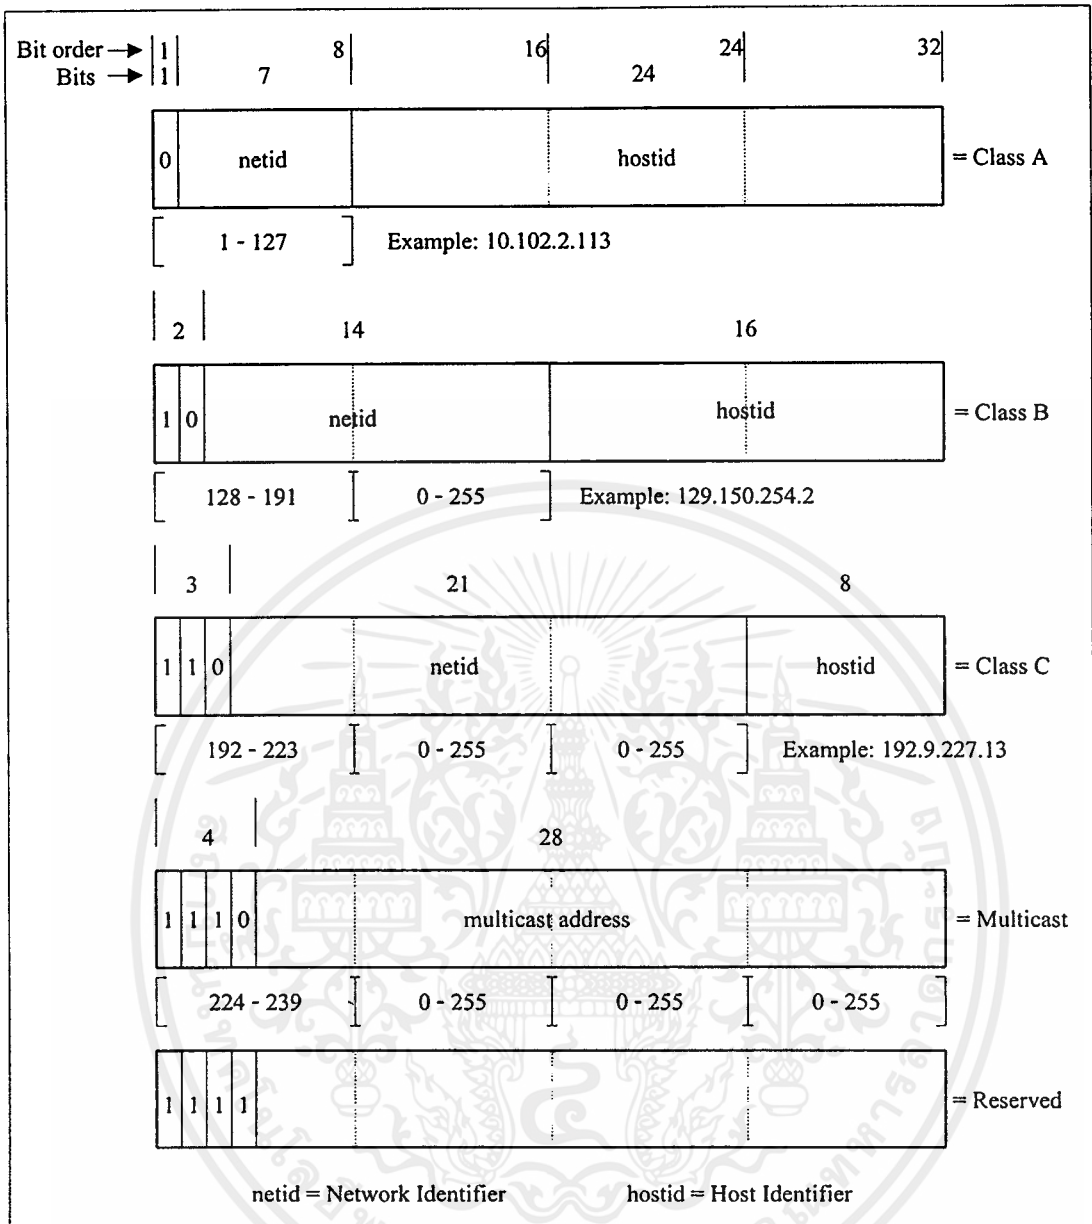 Bit order 1 8 16 24 32
Bits 1 7 24
0 netid hostid = Class A
1 - 127 Example: 10.102.2.113
2 14 16
1 0 netid hostid = Class B
128 - 191 0 - 255 Example: 129.150.254.2
3 21 8
1 1 0 netid hostid = Class C
192 - 223 0 - 255 0 - 255 Example: 192.9.227.13
4 28
1 1 1 0 multicast address = Multicast
224 - 239 0 - 255 0 - 255 0 - 255
1 1 1 1 = Reserved
netid = Network Identifier hostid = Host Identifier